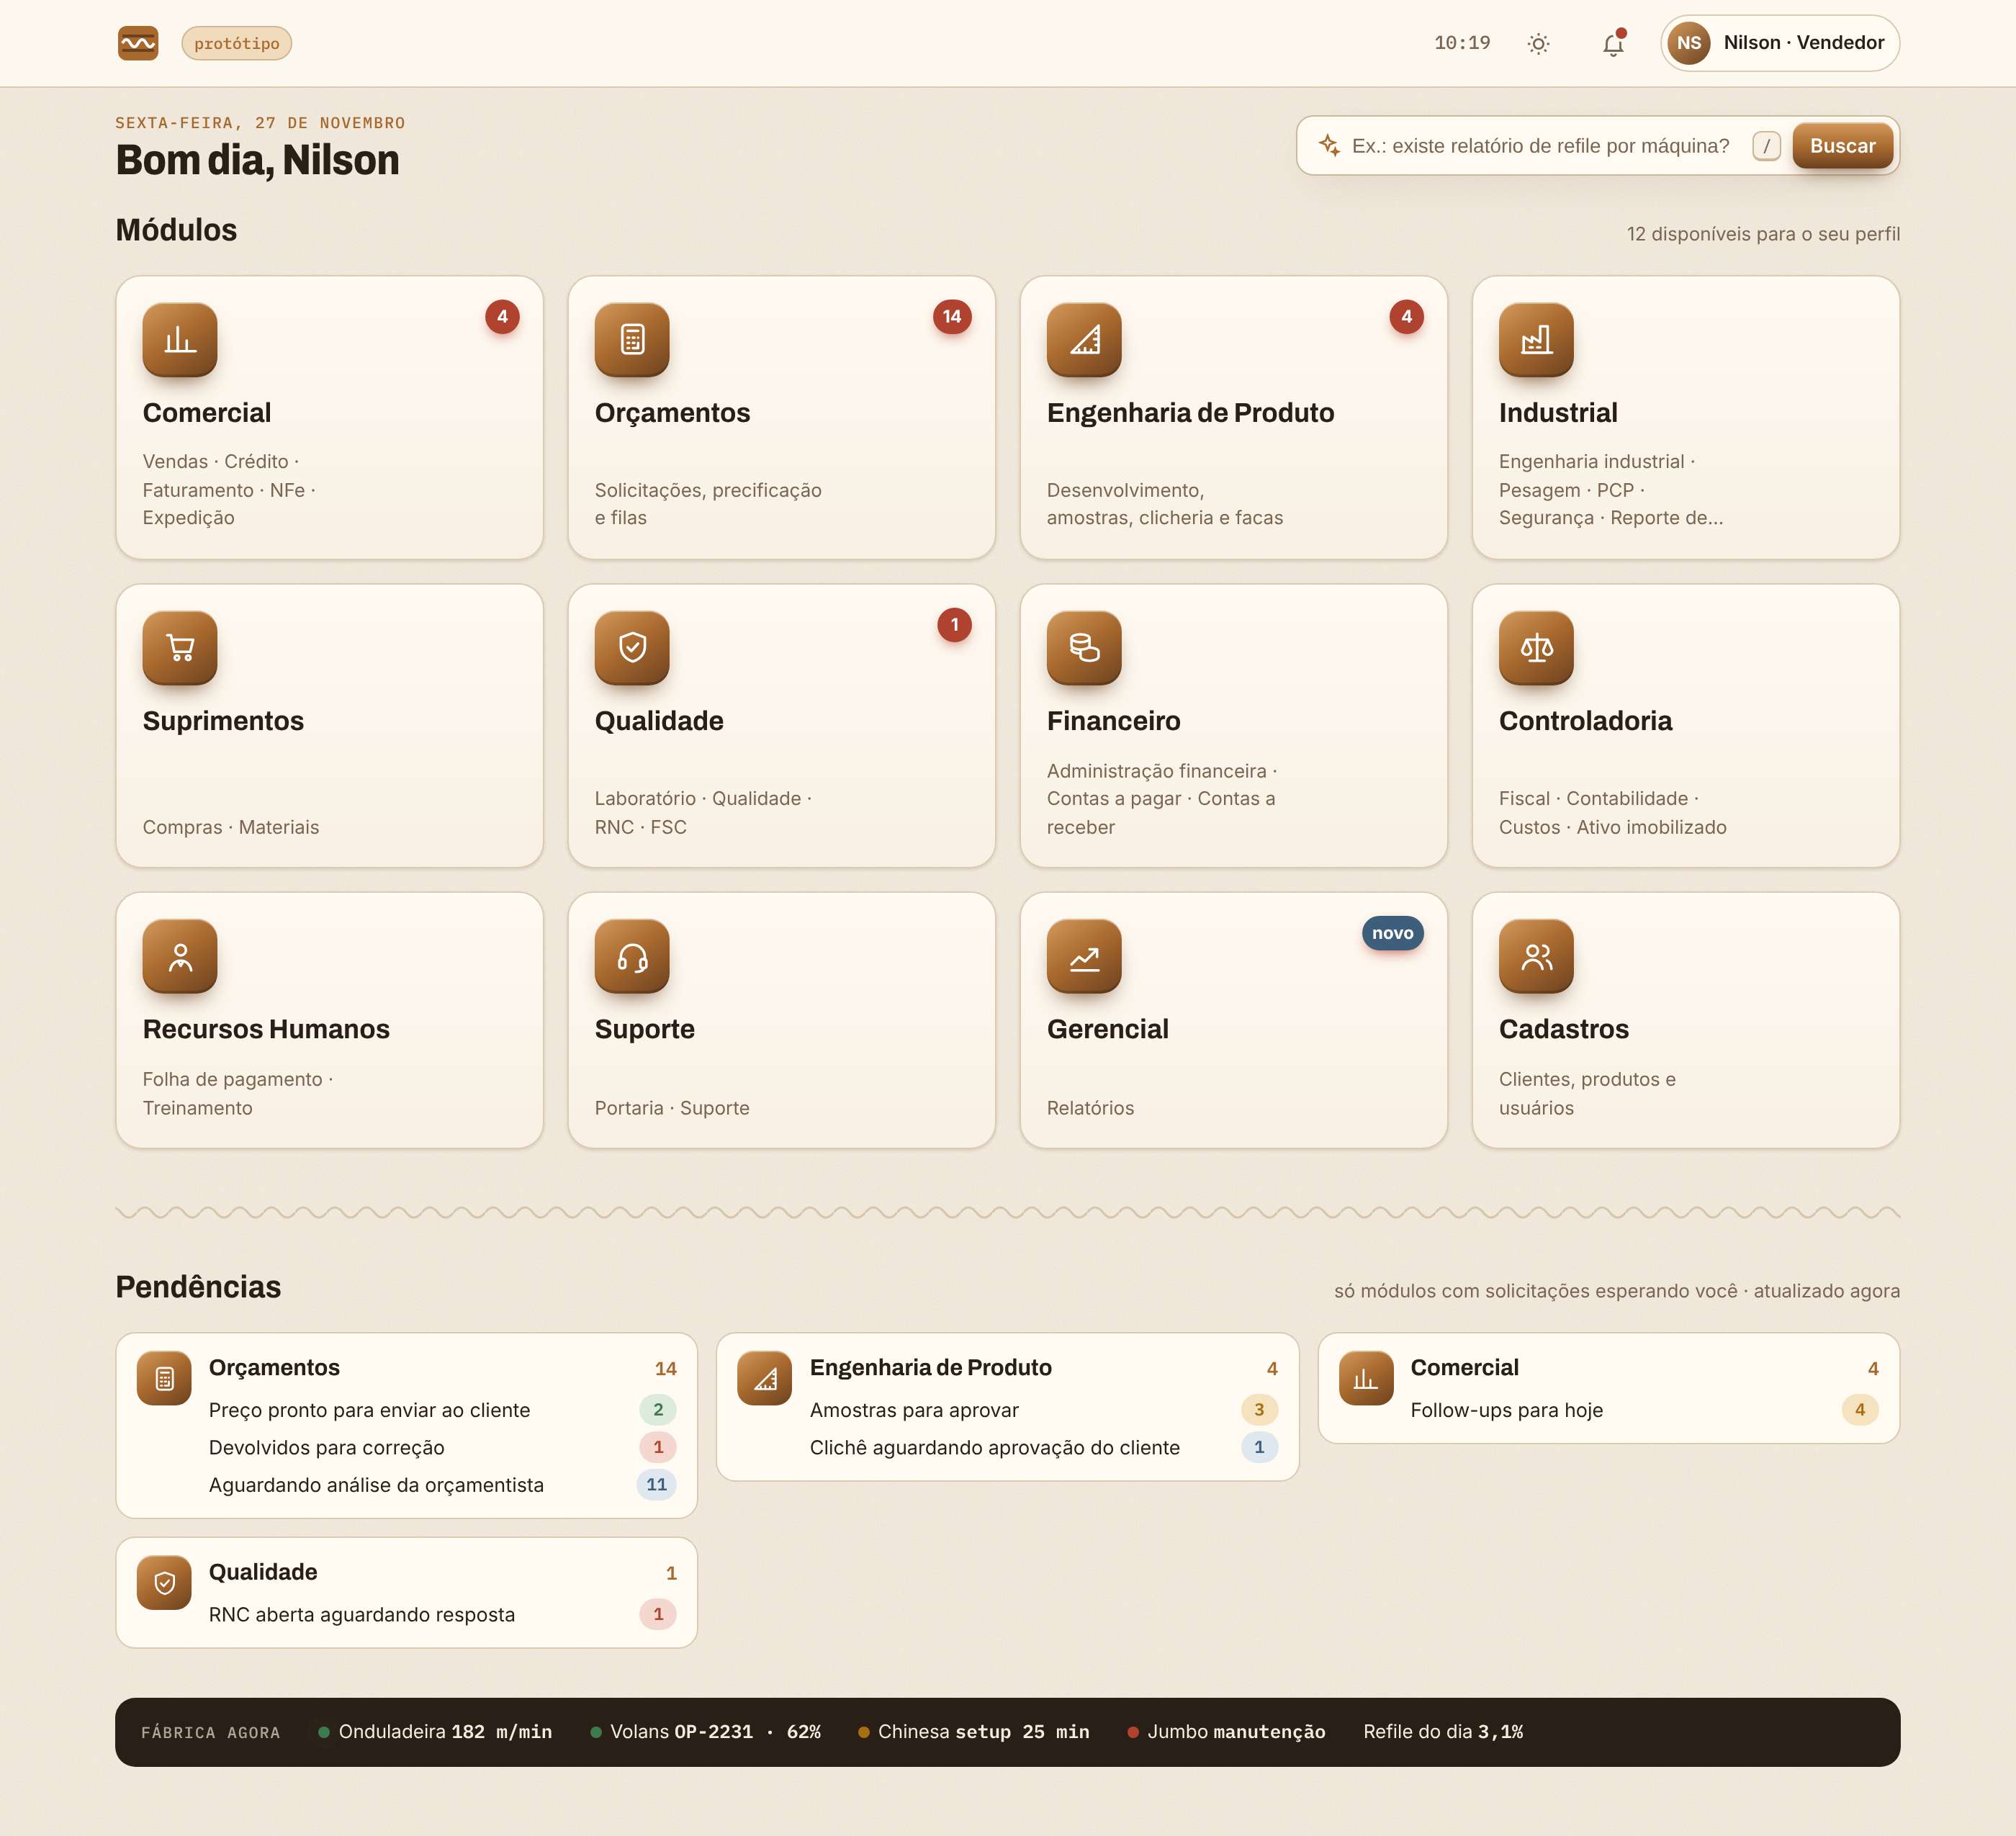 protótipo
10:19
NS
Nilson · Vendedor
SEXTA-FEIRA, 27 DE NOVEMBRO
Bom dia, Nilson
Ex.: existe relatório de refile por máquina?
/
Buscar
Módulos
12 disponíveis para o seu perfil
4
Comercial
Vendas · Crédito ·
Faturamento · NFe ·
Expedição
14
Orçamentos
Solicitações, precificação
e filas
4
Engenharia de Produto
Desenvolvimento,
amostras, clicheria e facas
Industrial
Engenharia industrial ·
Pesagem · PCP ·
Segurança · Reporte de...
Suprimentos
Compras · Materiais
1
Qualidade
Laboratório · Qualidade ·
RNC · FSC
Financeiro
Administração financeira ·
Contas a pagar · Contas a
receber
Controladoria
Fiscal · Contabilidade ·
Custos · Ativo imobilizado
Recursos Humanos
Folha de pagamento ·
Treinamento
Suporte
Portaria · Suporte
novo
Gerencial
Relatórios
Cadastros
Clientes, produtos e
usuários
Pendências
só módulos com solicitações esperando você · atualizado agora
Orçamentos 14
Preço pronto para enviar ao cliente 2
Devolvidos para correção 1
Aguardando análise da orçamentista 11
Engenharia de Produto 4
Amostras para aprovar 3
Clichê aguardando aprovação do cliente 1
Comercial 4
Follow-ups para hoje 4
Qualidade 1
RNC aberta aguardando resposta 1
FÁBRICA AGORA Onduladeira 182 m/min Volans OP-2231 · 62% Chinesa setup 25 min Jumbo manutenção Refile do dia 3,1%